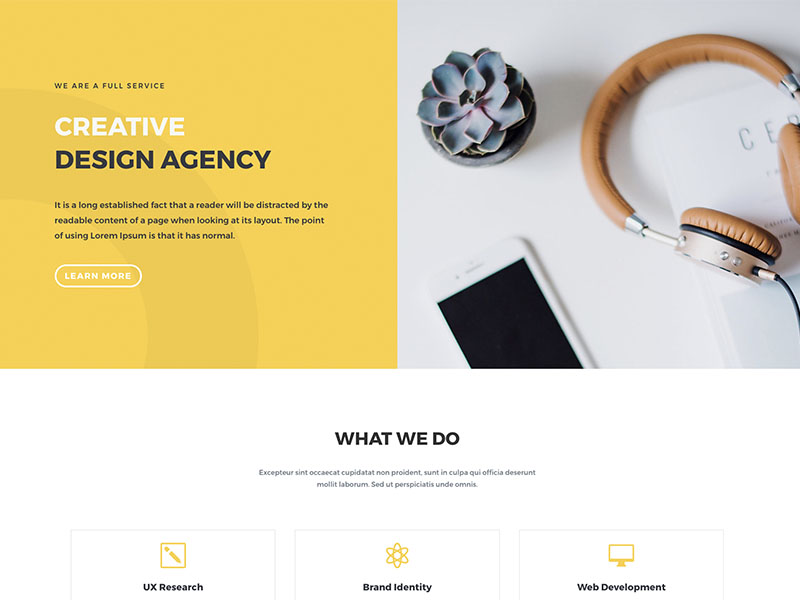 WE ARE A FULL SERVICE
CREATIVE
DESIGN AGENCY
It is a long established fact that a reader will be distracted by the
readable content of a page when looking at its layout. The point
of using Lorem Ipsum is that it has normal.
LEARN MORE
WHAT WE DO
Excepteur sint occaecat cupidatat non proident, sunt in culpa qui officia deserunt
mollit laborum. Sed ut perspiciatis unde omnis.
UX Research
Brand Identity
Web Development